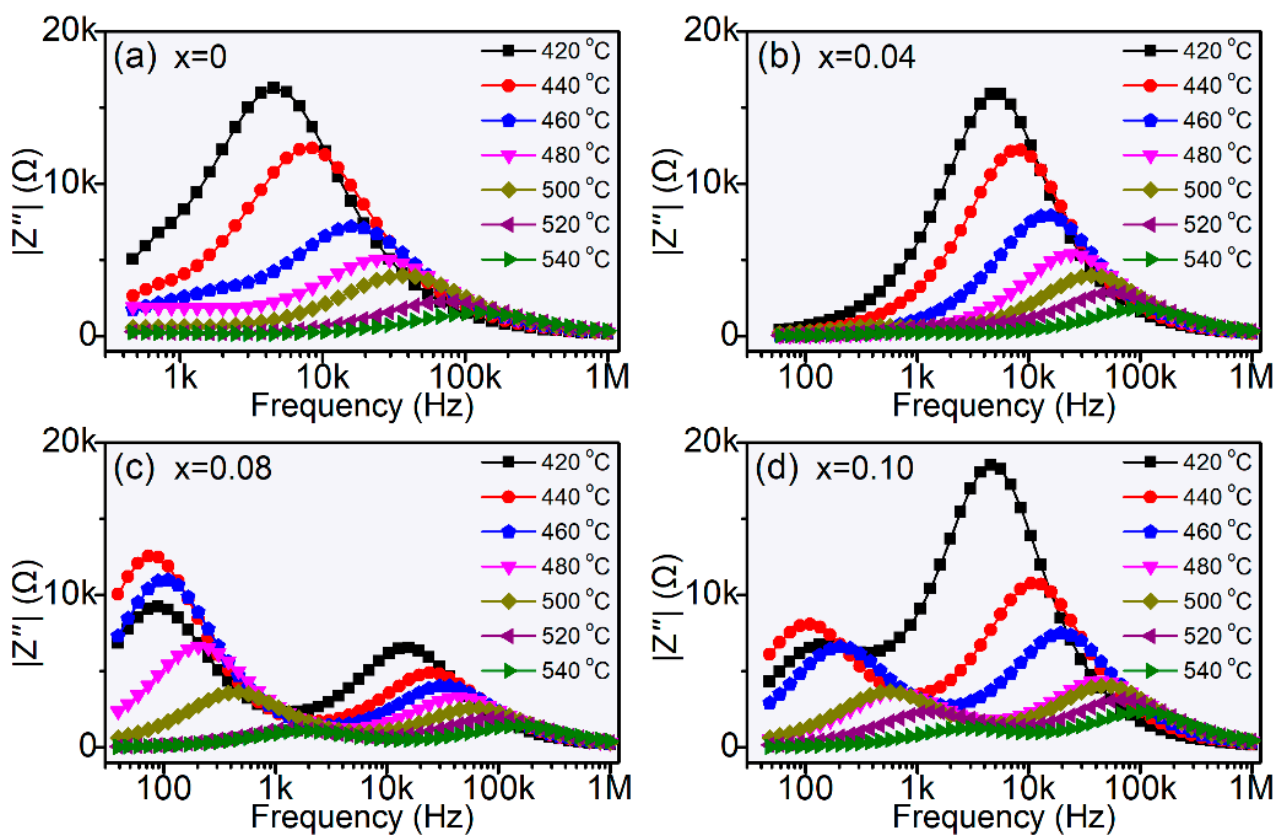 (a) x=0
420 °C
440 °C
460 °C
480 °C
500 °C
520 °C
540 °C
20k
10k
0
|Z″| (Ω)
1k 10k 100k 1M
Frequency (Hz)
(b) x=0.04
420 °C
440 °C
460 °C
480 °C
500 °C
520 °C
540 °C
20k
10k
0
|Z″| (Ω)
100 1k 10k 100k 1M
Frequency (Hz)
(c) x=0.08
420 °C
440 °C
460 °C
480 °C
500 °C
520 °C
540 °C
20k
10k
0
|Z″| (Ω)
100 1k 10k 100k 1M
Frequency (Hz)
(d) x=0.10
420 °C
440 °C
460 °C
480 °C
500 °C
520 °C
540 °C
20k
10k
0
|Z″| (Ω)
100 1k 10k 100k 1M
Frequency (Hz)